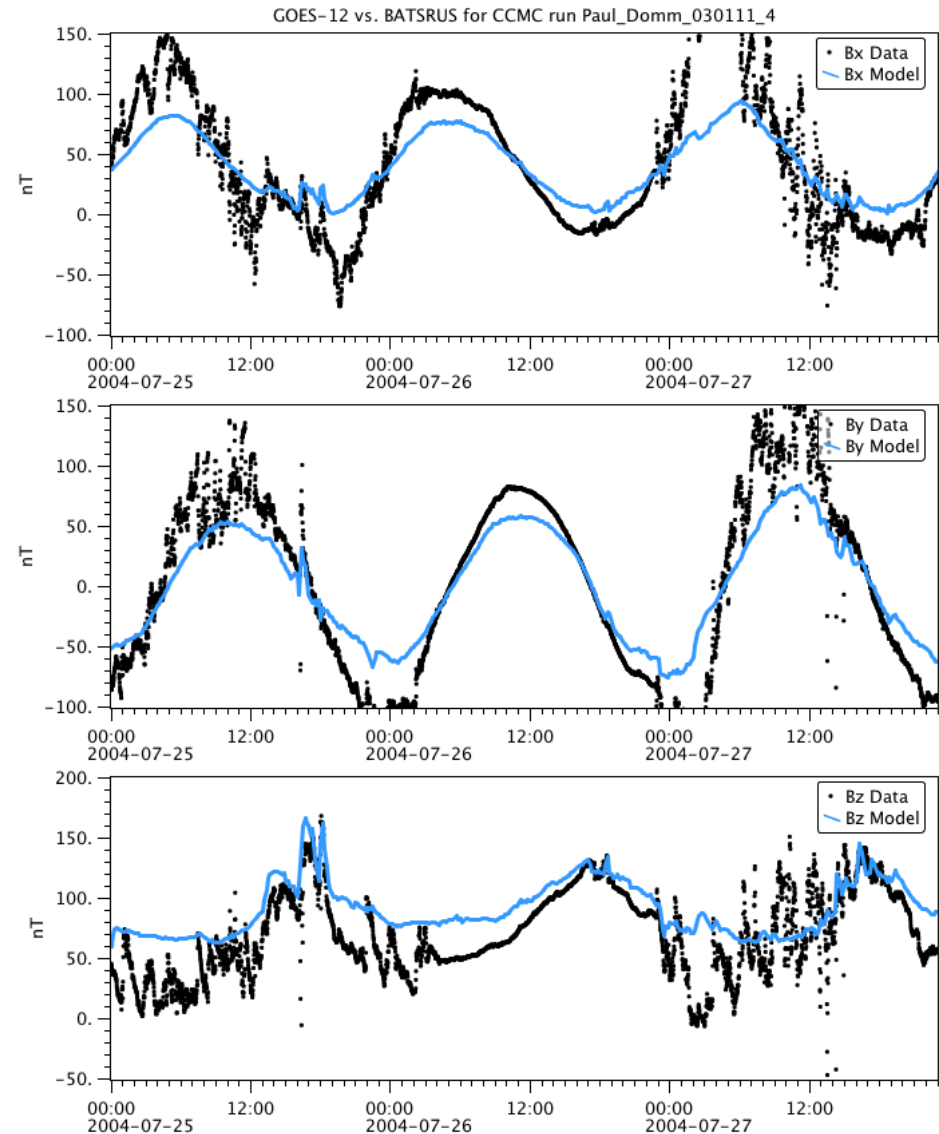 GOES-12 vs. BATSRUS for CCMC run Paul_Domm_030111_4
150.
100.
50.
0.
-50.
-100.
nT
Bx Data
Bx Model
00:00 12:00 00:00 12:00 00:00 12:00
2004-07-25 2004-07-26 2004-07-27
150.
100.
50.
0.
-50.
-100.
nT
By Data
By Model
00:00 12:00 00:00 12:00 00:00 12:00
2004-07-25 2004-07-26 2004-07-27
200.
150.
100.
50.
0.
-50.
nT
Bz Data
Bz Model
00:00 12:00 00:00 12:00 00:00 12:00
2004-07-25 2004-07-26 2004-07-27